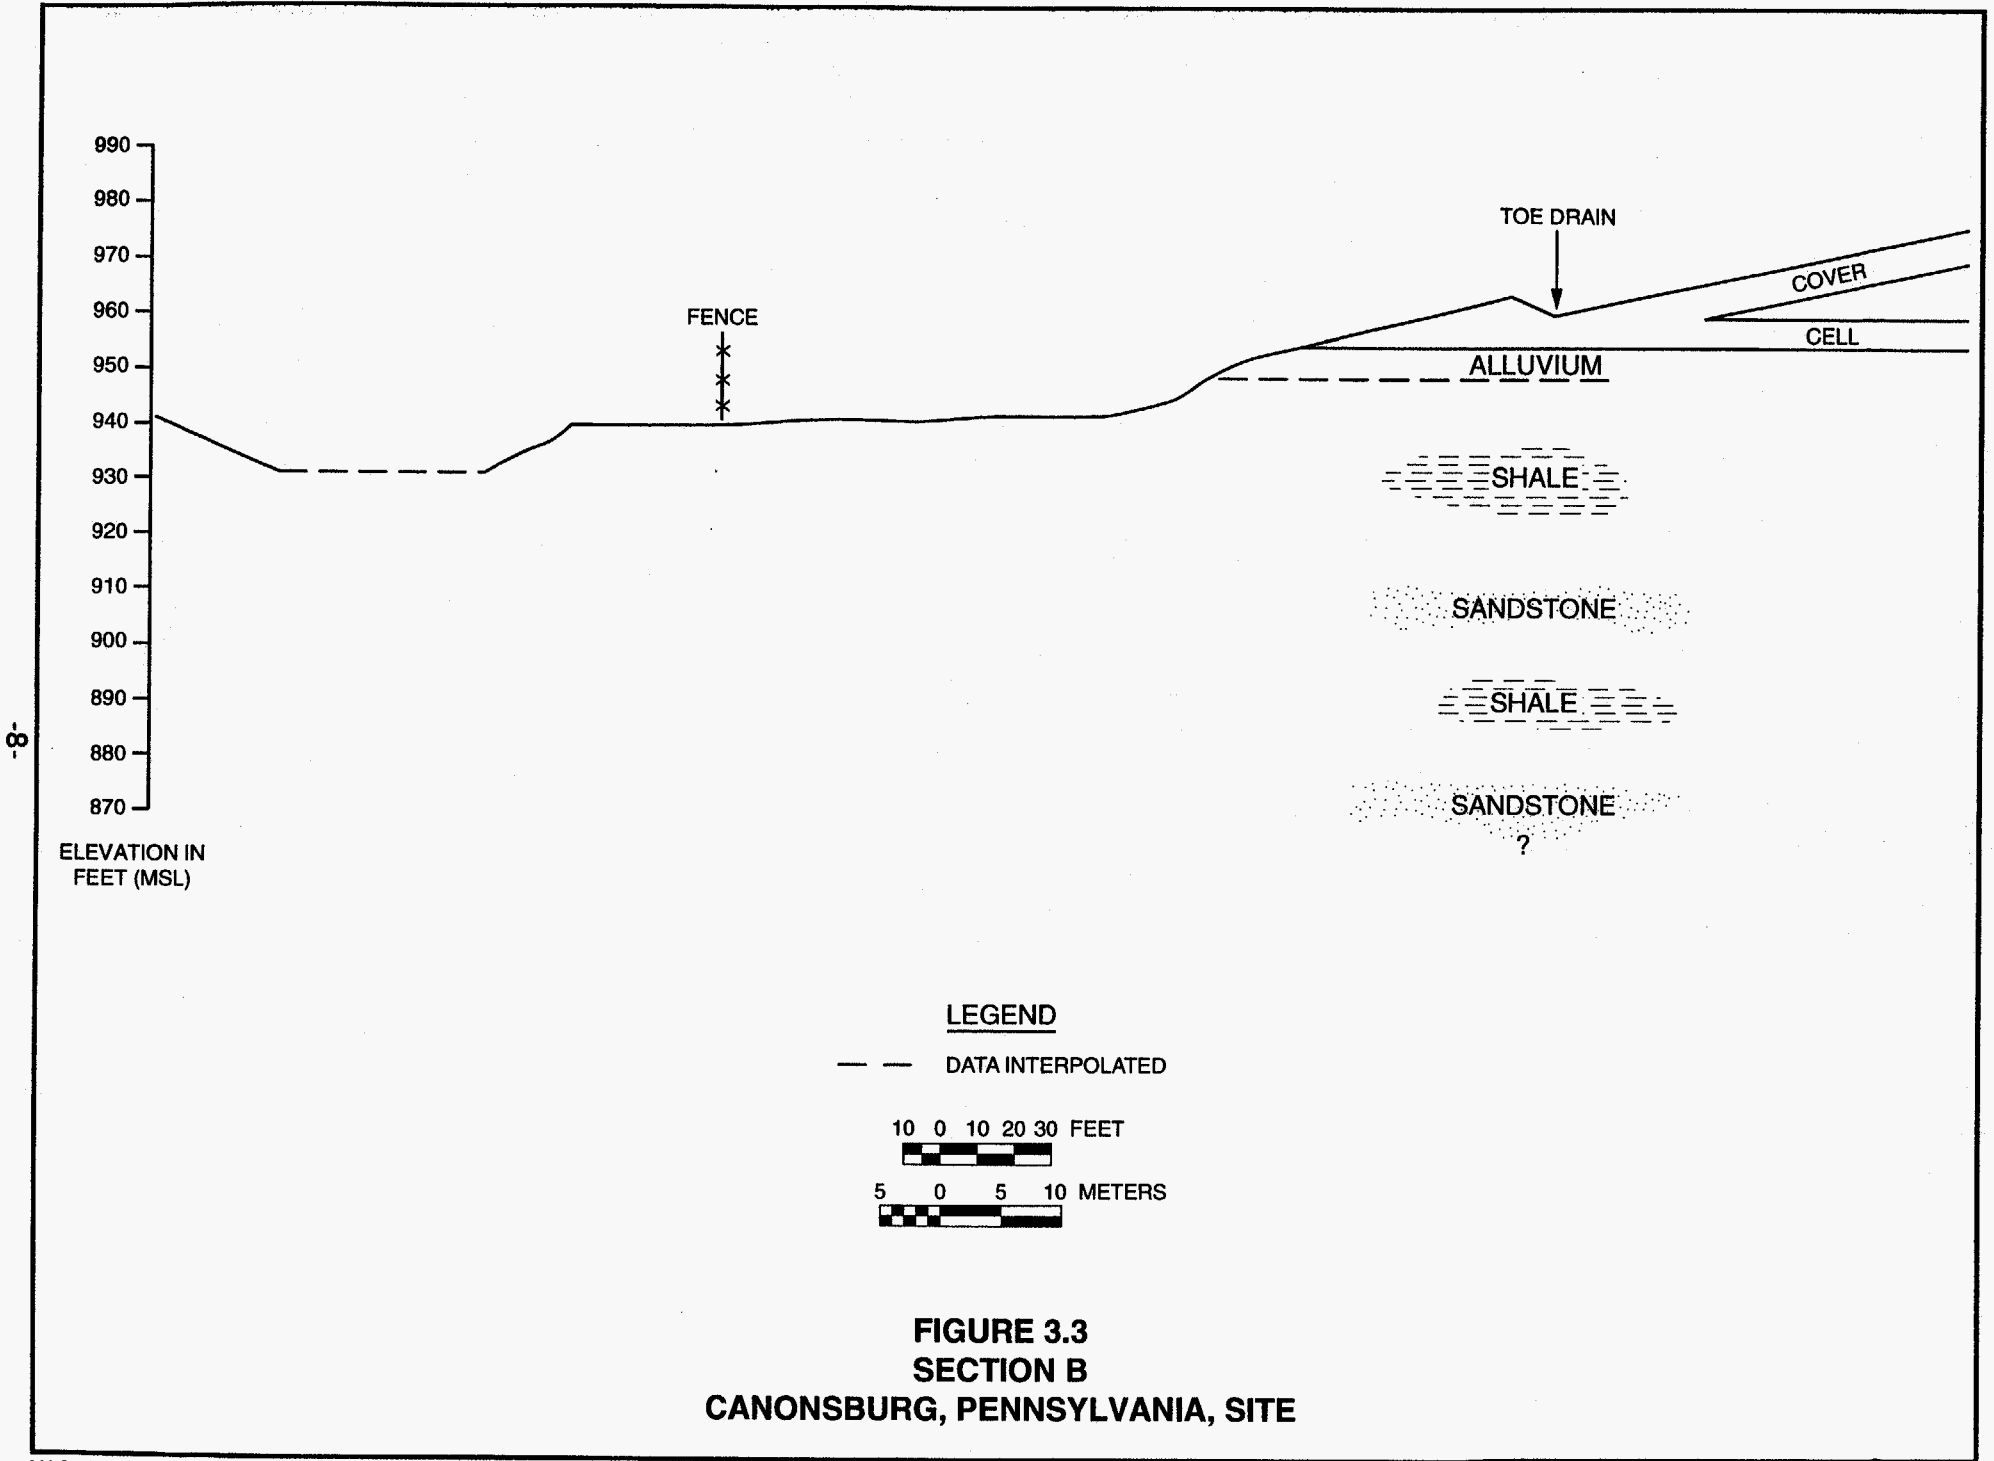 990
980
970
960
950
940
930
920
910
900
890
880
870
ELEVATION IN
FEET (MSL)
FENCE
TOE DRAIN
COVER
CELL
ALLUVIUM
SHALE
SANDSTONE
SHALE
SANDSTONE
?
-8-
LEGEND
DATA INTERPOLATED
10 0 10 20 30 FEET
5 0 5 10 METERS
FIGURE 3.3
SECTION B
CANONSBURG, PENNSYLVANIA, SITE